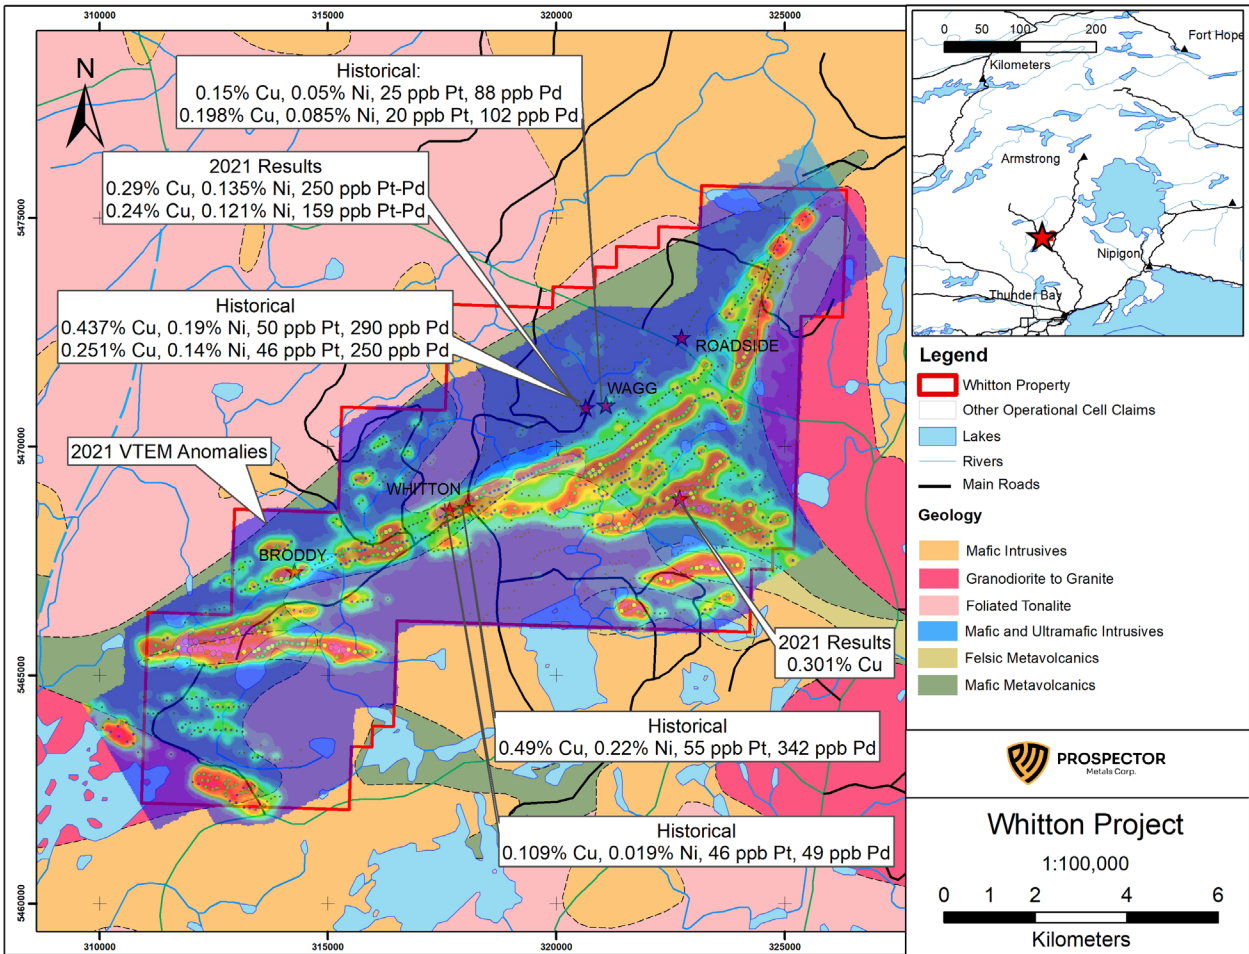 310000
315000
320000
325000
N
Historical:
0.15% Cu, 0.05% Ni, 25 ppb Pt, 88 ppb Pd
0.198% Cu, 0.085% Ni, 20 ppb Pt, 102 ppb Pd
2021 Results
0.29% Cu, 0.135% Ni, 250 ppb Pt-Pd
0.24% Cu, 0.121% Ni, 159 ppb Pt-Pd
5475000
5475000
Historical
0.437% Cu, 0.19% Ni, 50 ppb Pt, 290 ppb Pd
0.251% Cu, 0.14% Ni, 46 ppb Pt, 250 ppb Pd
ROADSIDE
WAGG
2021 VTEM Anomalies
5470000
5470000
WHITTON
BRODDY
2021 Results
0.301% Cu
5465000
5465000
Historical
0.49% Cu, 0.22% Ni, 55 ppb Pt, 342 ppb Pd
Historical
0.109% Cu, 0.019% Ni, 46 ppb Pt, 49 ppb Pd
5460000
5460000
310000
315000
320000
325000
0 50 100 200
Kilometers
Fort Hope
Armstrong
Nipigon
Thunder Bay
Legend
Whitton Property
Other Operational Cell Claims
Lakes
Rivers
Main Roads
Geology
Mafic Intrusives
Granodiorite to Granite
Foliated Tonalite
Mafic and Ultramafic Intrusives
Felsic Metavolcanics
Mafic Metavolcanics
PROSPECTOR
Metals Corp.
Whitton Project
1:100,000
0 1 2 4 6
Kilometers